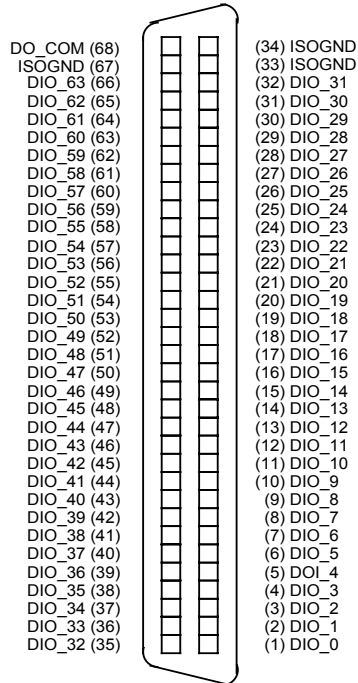 DO_COM (68)
ISOGND (67)
DIO_63 (66)
DIO_62 (65)
DIO_61 (64)
DIO_60 (63)
DIO_59 (62)
DIO_58 (61)
DIO_57 (60)
DIO_56 (59)
DIO_55 (58)
DIO_54 (57)
DIO_53 (56)
DIO_52 (55)
DIO_51 (54)
DIO_50 (53)
DIO_49 (52)
DIO_48 (51)
DIO_47 (50)
DIO_46 (49)
DIO_45 (48)
DIO_44 (47)
DIO_43 (46)
DIO_42 (45)
DIO_41 (44)
DIO_40 (43)
DIO_39 (42)
DIO_38 (41)
DIO_37 (40)
DIO_36 (39)
DIO_35 (38)
DIO_34 (37)
DIO_33 (36)
DIO_32 (35)
(34) ISOGND
(33) ISOGND
(32) DIO_31
(31) DIO_30
(30) DIO_29
(29) DIO_28
(28) DIO_27
(27) DIO_26
(26) DIO_25
(25) DIO_24
(24) DIO_23
(23) DIO_22
(22) DIO_21
(21) DIO_20
(20) DIO_19
(19) DIO_18
(18) DIO_17
(17) DIO_16
(16) DIO_15
(15) DIO_14
(14) DIO_13
(13) DIO_12
(12) DIO_11
(11) DIO_10
(10) DIO_9
(9) DIO_8
(8) DIO_7
(7) DIO_6
(6) DIO_5
(5) DOI_4
(4) DIO_3
(3) DIO_2
(2) DIO_1
(1) DIO_0